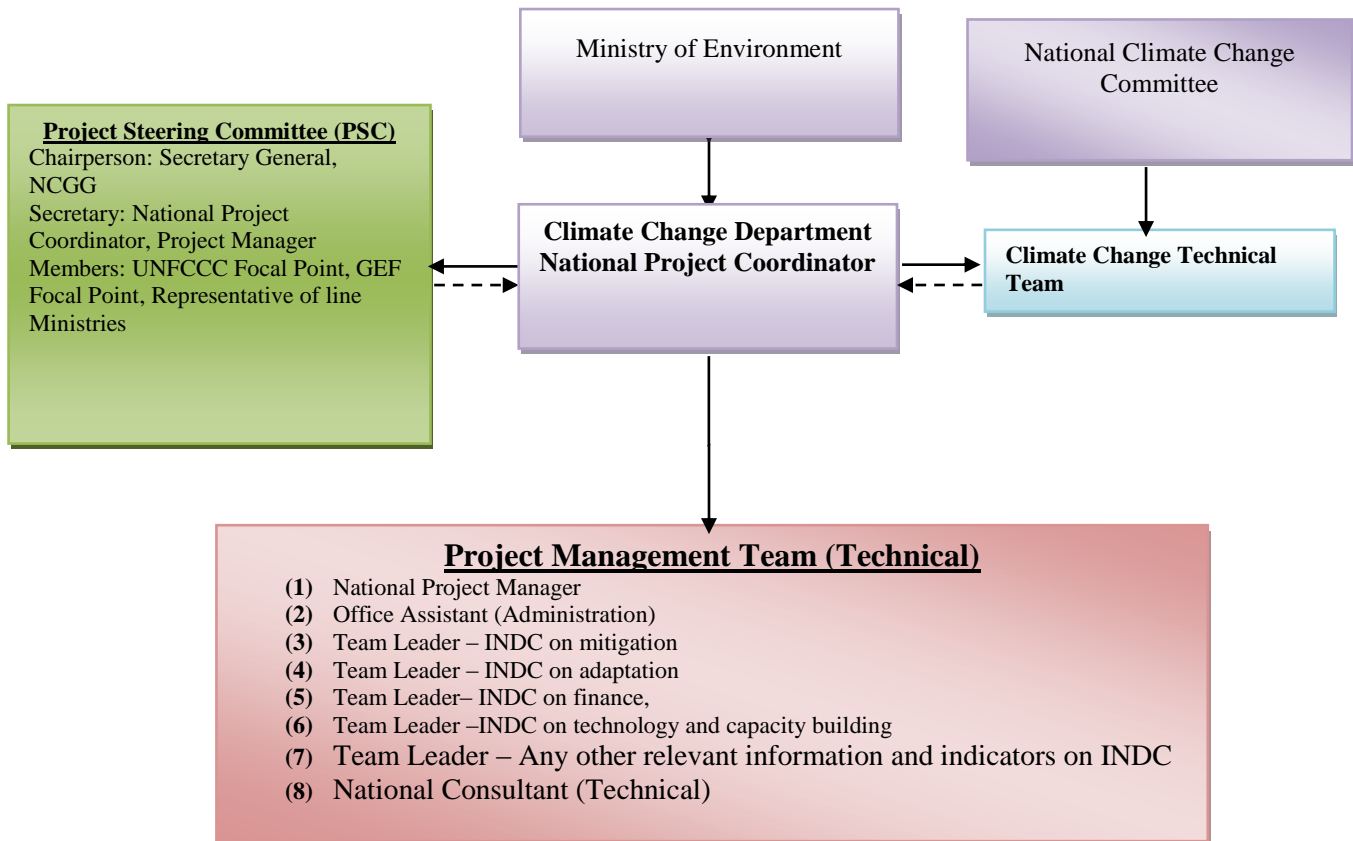 Ministry of Environment
National Climate Change
Committee
Project Steering Committee (PSC)
Chairperson: Secretary General,
NCGG
Secretary: National Project
Coordinator, Project Manager
Members: UNFCCC Focal Point, GEF
Focal Point, Representative of line
Ministries
Climate Change Department
National Project Coordinator
Climate Change Technical
Team
Project Management Team (Technical)
(1) National Project Manager
(2) Office Assistant (Administration)
(3) Team Leader – INDC on mitigation
(4) Team Leader – INDC on adaptation
(5) Team Leader– INDC on finance,
(6) Team Leader –INDC on technology and capacity building
(7) Team Leader – Any other relevant information and indicators on INDC
(8) National Consultant (Technical)